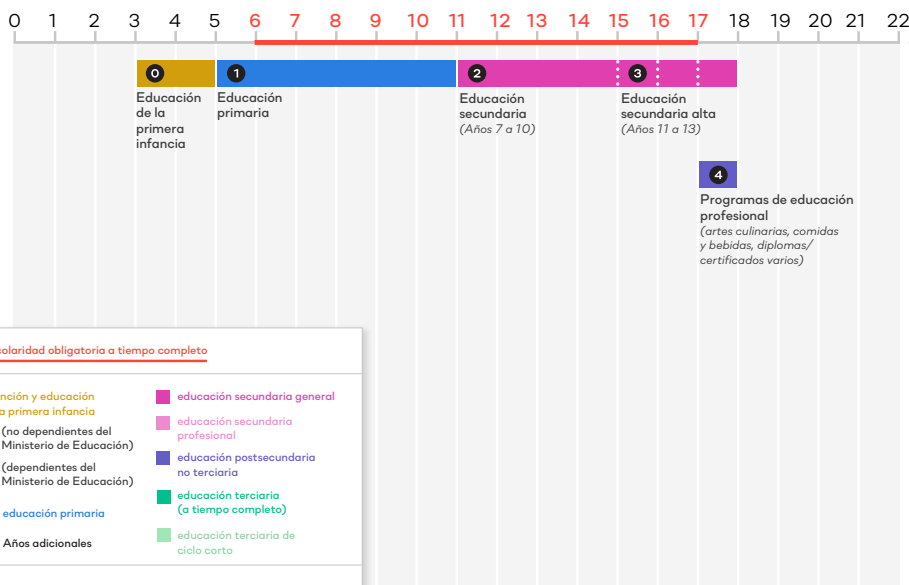 0 1 2 3 4 5 6 7 8 9 10 11 12 13 14 15 16 17 18 19 20 21 22
0
1
2
3
Educación
de la
primera
infancia
Educación
primaria
Educación
secundaria
(Años 7 a 10)
Educación
secundaria alta
(Años 11 a 13)
4
Programas de educación
profesional
(artes culinarias, comidas
y bebidas, diplomas/
certificados varios)
colaridad obligatoria a tiempo completo
nción y educación
a primera infancia
(no dependientes del
Ministerio de Educación)
(dependientes del
Ministerio de Educación)
educación primaria
Años adicionales
educación secundaria general
educación secundaria
profesional
educación postsecundaria
no terciaria
educación terciaria
(a tiempo completo)
educación terciaria de
ciclo corto